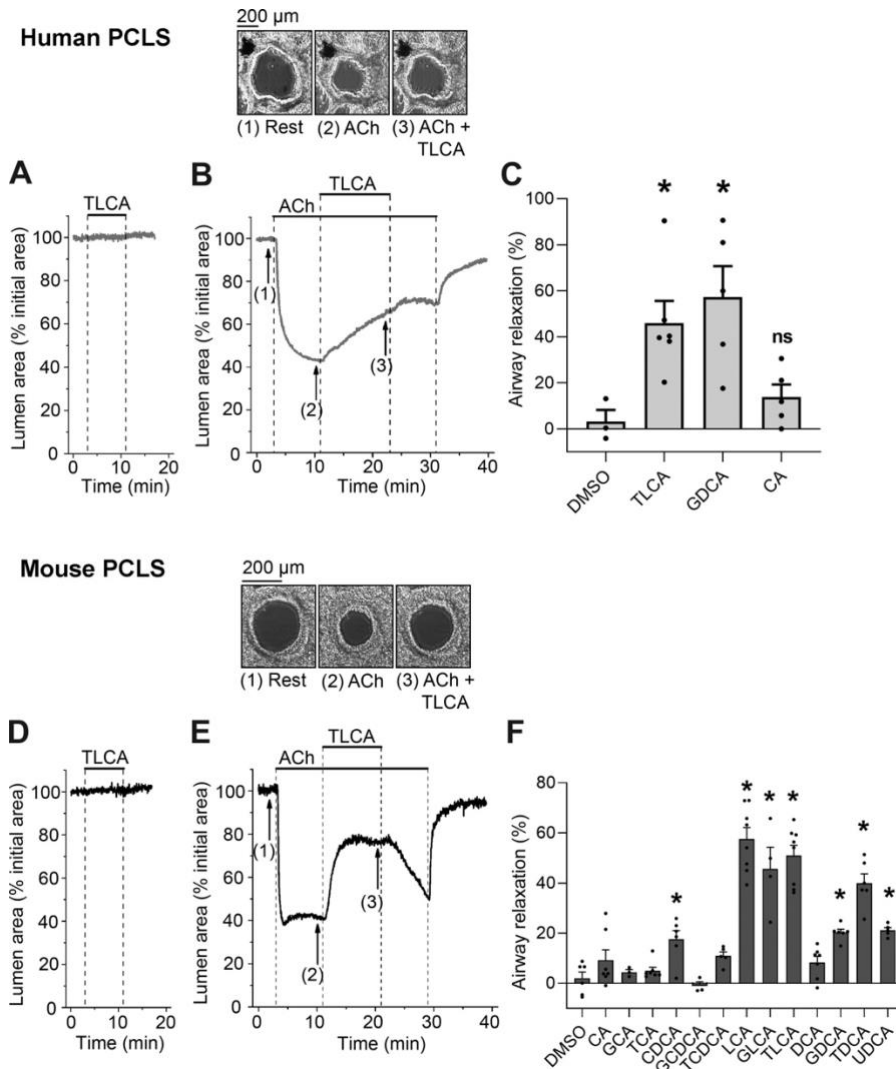 200 µm
Human PCLS
(1) Rest (2) ACh (3) ACh +
TLCA
A
TLCA
Lumen area (% initial area)
100
80
60
40
20
0
0 10 20
Time (min)
B
TLCA
ACh
Lumen area (% initial area)
100
80
60
40
20
0
(1)
(2)
(3)
0 10 20 30 40
Time (min)
C
Airway relaxation (%)
100
80
60
40
20
0
* * ns
DMSO TLCA GDCA CA
Mouse PCLS
200 µm
(1) Rest (2) ACh (3) ACh +
TLCA
D
TLCA
Lumen area (% initial area)
100
80
60
40
20
0
0 10 20
Time (min)
E
TLCA
ACh
Lumen area (% initial area)
100
80
60
40
20
0
(1)
(2)
(3)
0 10 20 30 40
Time (min)
F
Airway relaxation (%)
80
60
40
20
0
* * * * * * *
DMSO CA GCA TCA CDCA GCDCA TCDCA LCA GLCA TLCA DCA GDCA TDCA UDCA